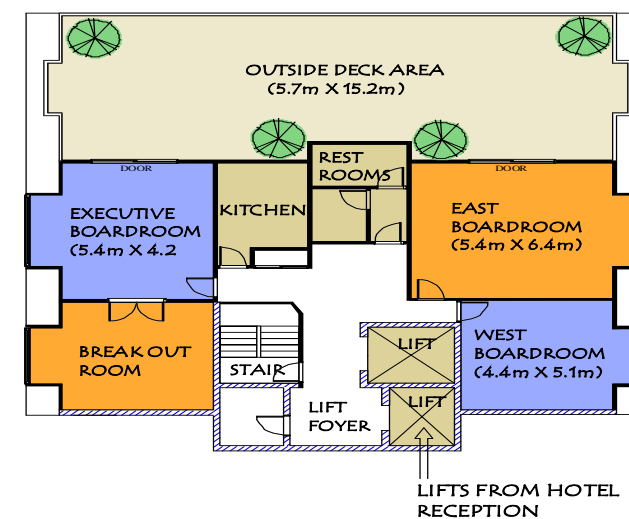 OUTSIDE DECK AREA
(5.7m X 15.2m)
REST
ROOMS
DOOR
DOOR
KITCHEN
EXECUTIVE
BOARDROOM
(5.4m X 4.2
EAST
BOARDROOM
(5.4m X 6.4m)
BREAK OUT
ROOM
STAIR
LIFT
WEST
BOARDROOM
(4.4m X 5.1m)
LIFT
LIFT
FOYER
LIFTS FROM HOTEL
RECEPTION